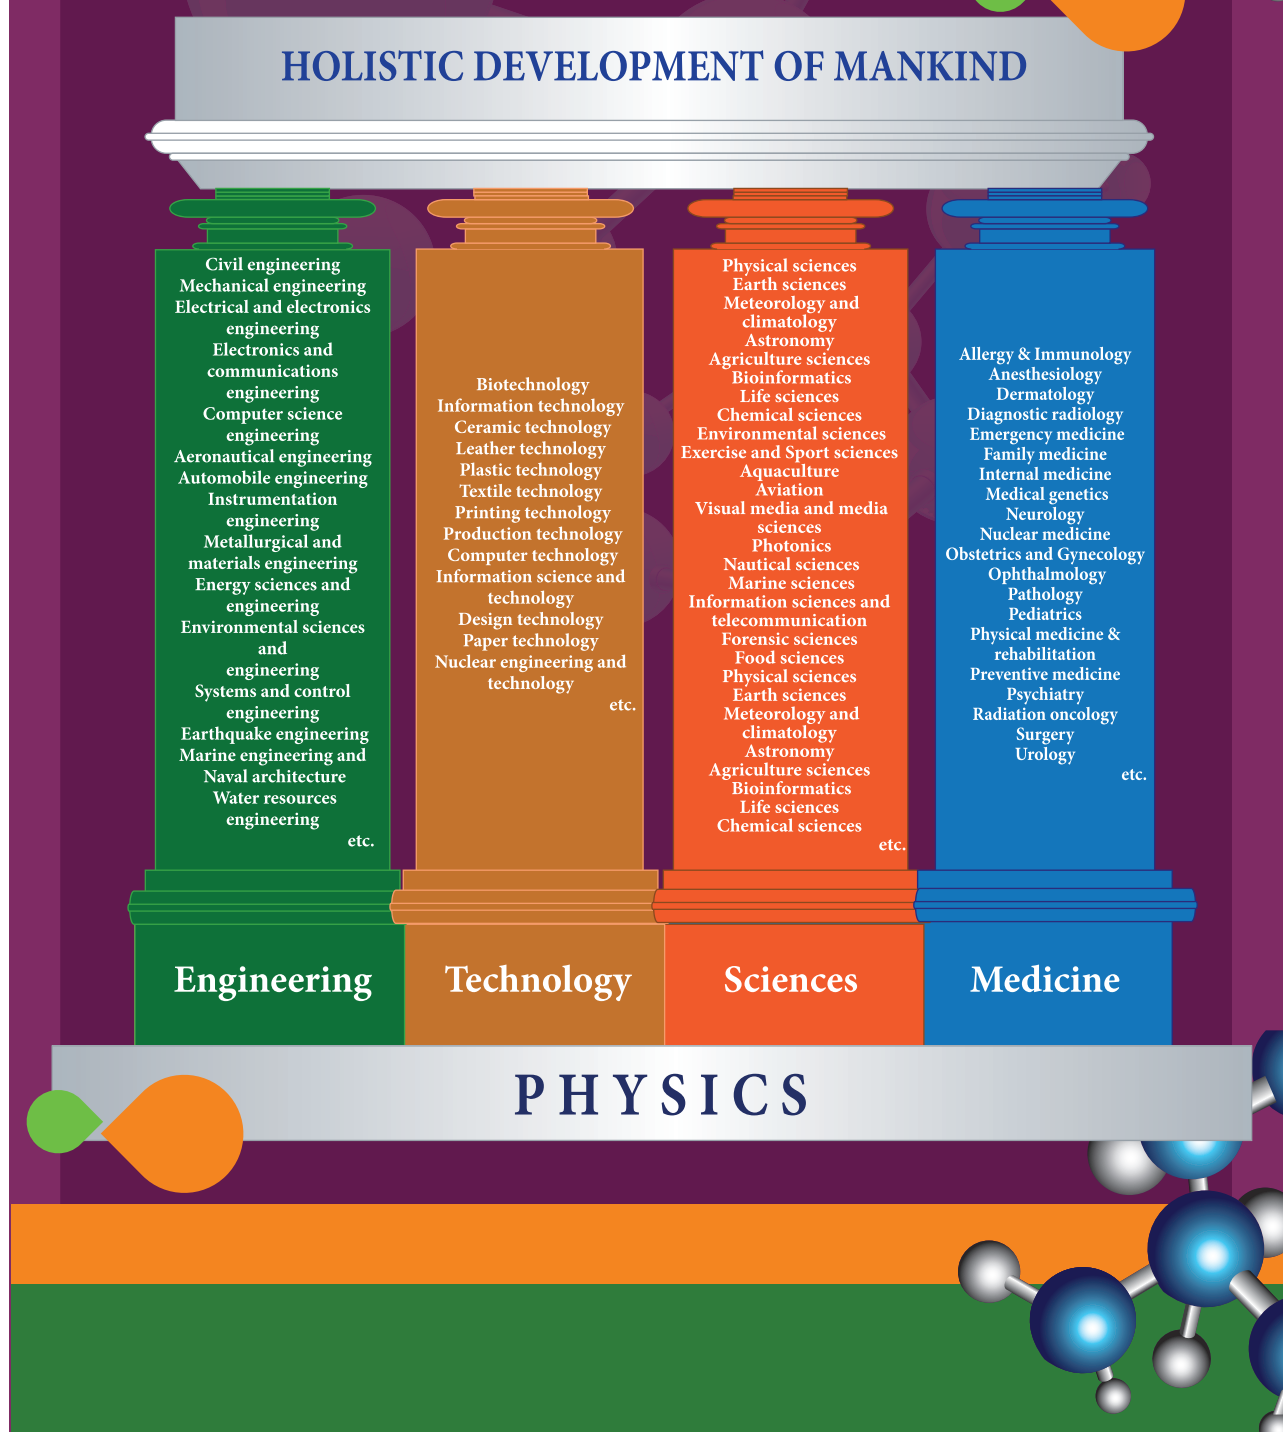 HOLISTIC DEVELOPMENT OF MANKIND
Civil engineering
Mechanical engineering
Electrical and electronics
engineering
Electronics and
communications
engineering
Computer science
engineering
Aeronautical engineering
Automobile engineering
Instrumentation
engineering
Metallurgical and
materials engineering
Energy sciences and
engineering
Environmental sciences
and
engineering
Systems and control
engineering
Earthquake engineering
Marine engineering and
Naval architecture
Water resources
engineering
etc.
Engineering
Biotechnology
Information technology
Ceramic technology
Leather technology
Plastic technology
Textile technology
Printing technology
Production technology
Computer technology
Information science and
technology
Design technology
Paper technology
Nuclear engineering and
technology
etc.
Technology
Physical sciences
Earth sciences
Meteorology and
climatology
Astronomy
Agriculture sciences
Bioinformatics
Life sciences
Chemical sciences
Environmental sciences
Exercise and Sport sciences
Aquaculture
Aviation
Visual media and media
sciences
Photonics
Nautical sciences
Marine sciences
Information sciences and
telecommunication
Forensic sciences
Food sciences
Physical sciences
Earth sciences
Meteorology and
climatology
Astronomy
Agriculture sciences
Bioinformatics
Life sciences
Chemical sciences
etc.
Sciences
Allergy & Immunology
Anesthesiology
Dermatology
Diagnostic radiology
Emergency medicine
Family medicine
Internal medicine
Medical genetics
Neurology
Nuclear medicine
Obstetrics and Gynecology
Ophthalmology
Pathology
Pediatrics
Physical medicine &
rehabilitation
Preventive medicine
Psychiatry
Radiation oncology
Surgery
Urology
etc.
Medicine
PHYSICS